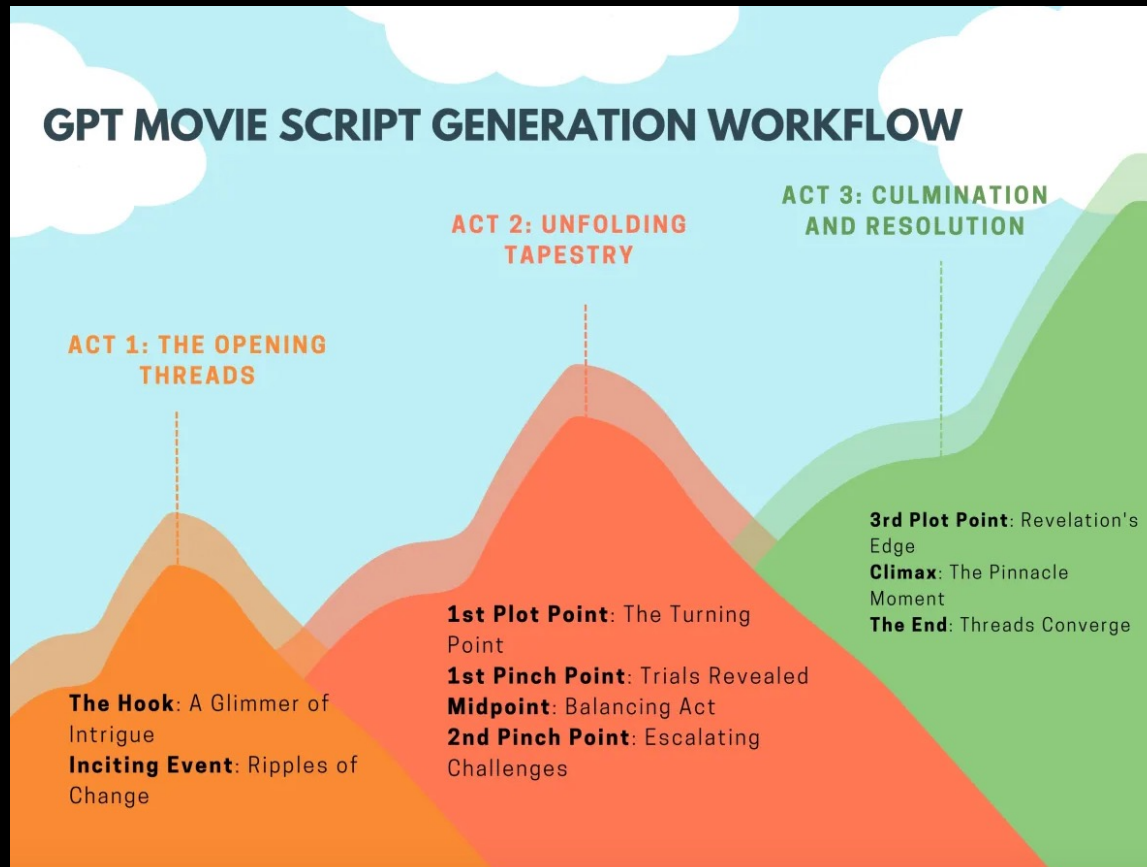 GPT MOVIE SCRIPT GENERATION WORKFLOW
ACT 1: THE OPENING
THREADS
The Hook: A Glimmer of
Intrigue
Inciting Event: Ripples of
Change
ACT 2: UNFOLDING
TAPESTRY
1st Plot Point: The Turning
Point
1st Pinch Point: Trials Revealed
Midpoint: Balancing Act
2nd Pinch Point: Escalating
Challenges
ACT 3: CULMINATION
AND RESOLUTION
3rd Plot Point: Revelation's
Edge
Climax: The Pinnacle
Moment
The End: Threads Converge